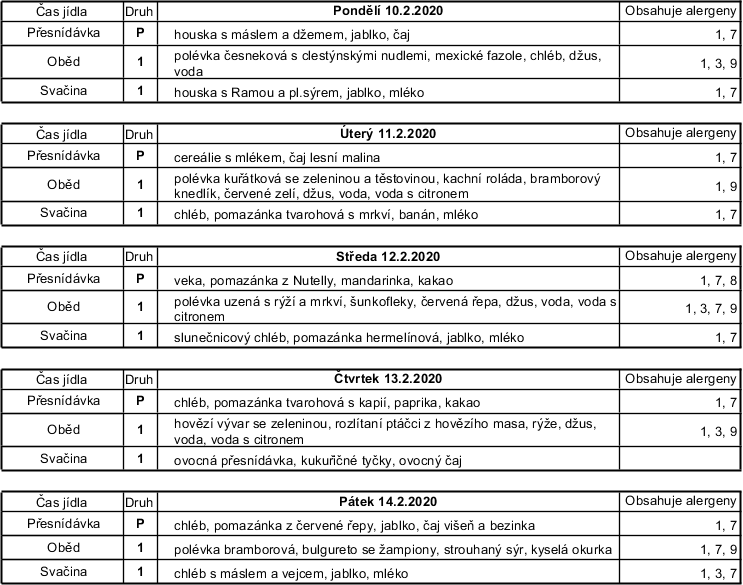 Čas jídla Druh Pondělí 10.2.2020 Obsahuje alergeny
Přesnídávka P houska s máslem a džemem, jablko, čaj 1, 7
Oběd 1 polévka česneková s clestýnskými nudlemi, mexické fazole, chléb, džus, voda 1, 3, 9
Svačina 1 houska s Ramou a pl.sýrem, jablko, mléko 1, 7
Čas jídla Druh Úterý 11.2.2020 Obsahuje alergeny
Přesnídávka P cereálie s mlékem, čaj lesní malina 1, 7
Oběd 1 polévka kuřátková se zeleninou a těstovinou, kachní roláda, bramborový knedlík, červené zelí, džus, voda, voda s citronem 1, 9
Svačina 1 chléb, pomazánka tvarohová s mrkví, banán, mléko 1, 7
Čas jídla Druh Středa 12.2.2020 Obsahuje alergeny
Přesnídávka P veka, pomazánka z Nutelly, mandarinka, kakao 1, 7, 8
Oběd 1 polévka uzená s rýží a mrkví, šunkofleky, červená řepa, džus, voda, voda s citronem 1, 3, 7, 9
Svačina 1 slunečnicový chléb, pomazánka hermelínová, jablko, mléko 1, 7
Čas jídla Druh Čtvrtek 13.2.2020 Obsahuje alergeny
Přesnídávka P chléb, pomazánka tvarohová s kapií, paprika, kakao 1, 7
Oběd 1 hovězí vývar se zeleninou, rozlítaní ptáčci z hovězího masa, rýže, džus, voda, voda s citronem 1, 3, 9
Svačina 1 ovocná přesnídávka, kukuřičné tyčky, ovocný čaj
Čas jídla Druh Pátek 14.2.2020 Obsahuje alergeny
Přesnídávka P chléb, pomazánka z červené řepy, jablko, čaj višeň a bezinka 1, 7
Oběd 1 polévka bramborová, bulgureto se žampiony, strouhaný sýr, kyselá okurka 1, 7, 9
Svačina 1 chléb s máslem a vejcem, jablko, mléko 1, 3, 7